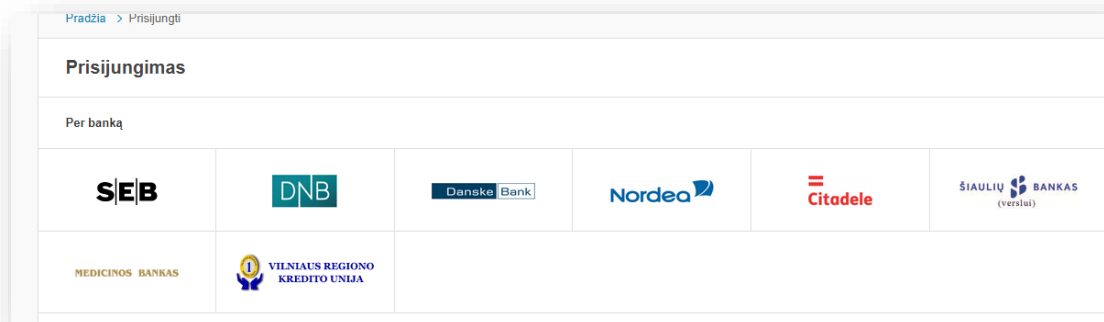 Pradžia > Prisijungti
Prisijungimas
Per banką
S|E|B
DNB
Danske Bank
Nordea
Citadele
ŠIAULIŲ BANKAS
(verslui)
MEDICINOS BANKAS
1
VILNIAUS REGIONO
KREDITO UNIJA